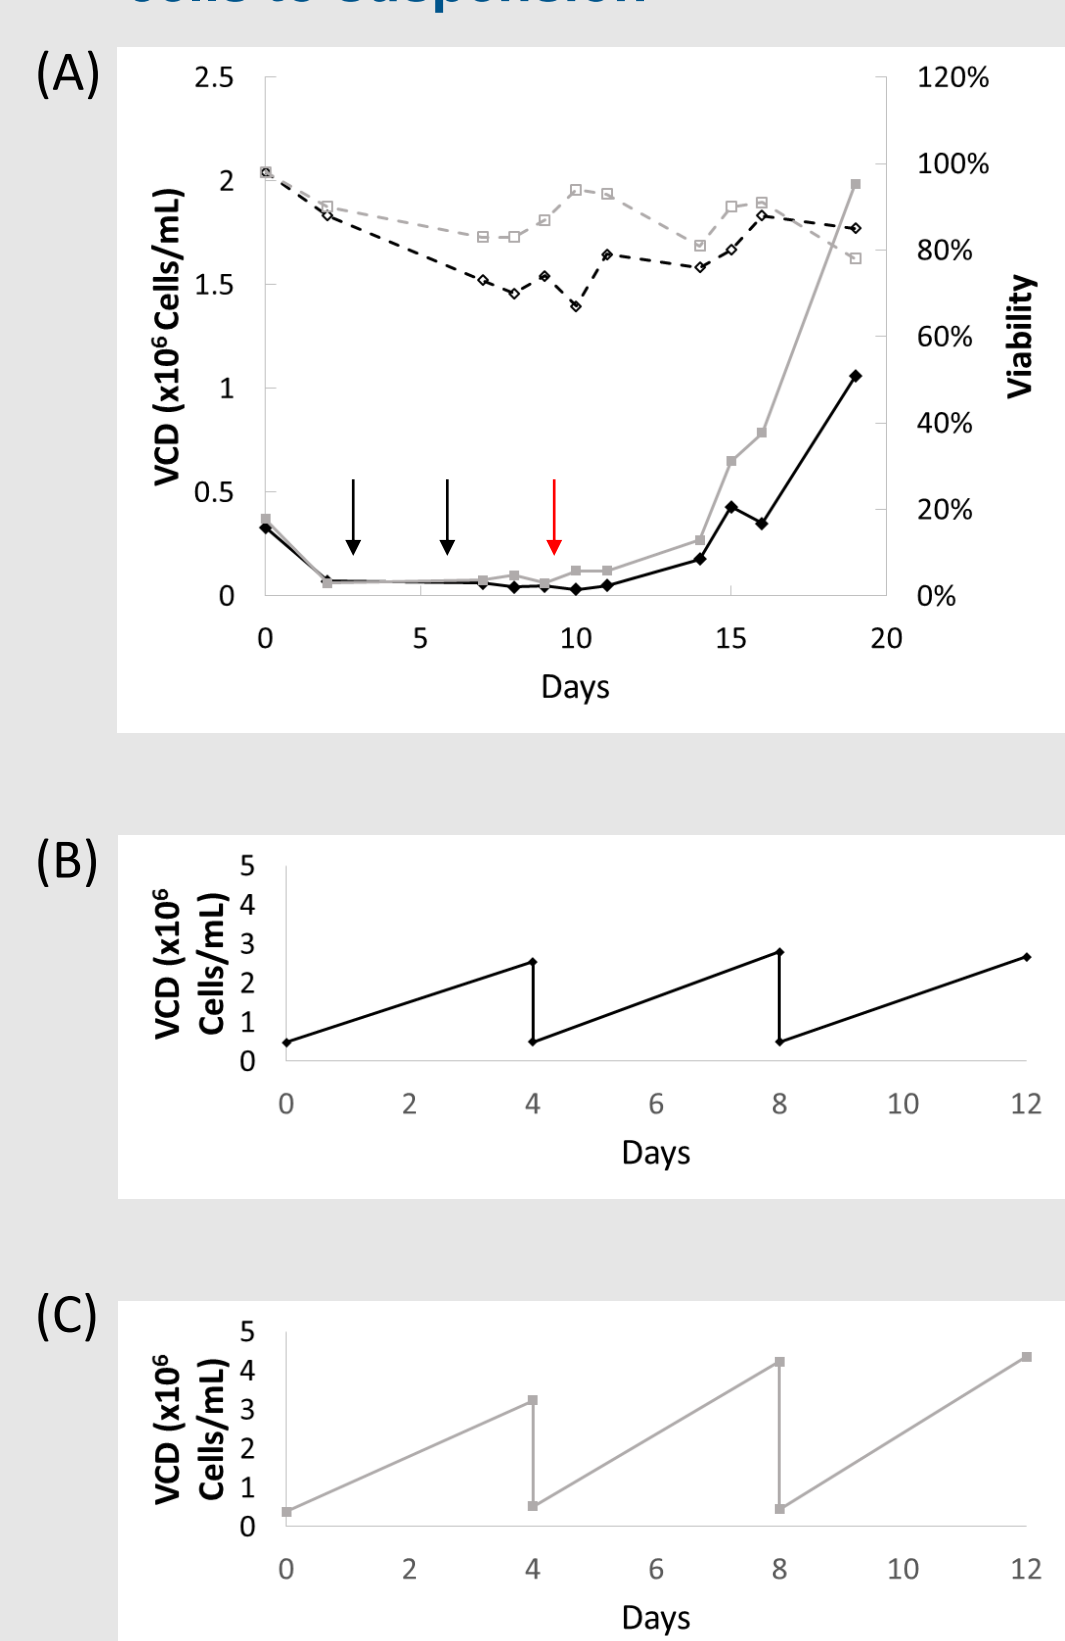 cells to suspension
(A)
2.5
2
1.5
1
0.5
0
VCD (x10⁶ Cells/mL)
120%
100%
80%
60%
40%
20%
0%
Viability
0 5 10 15 20
Days
(B)
5
4
3
2
1
0
VCD (x10⁶
Cells/mL)
0 2 4 6 8 10 12
Days
(C)
5
4
3
2
1
0
VCD (x10⁶
Cells/mL)
0 2 4 6 8 10 12
Days